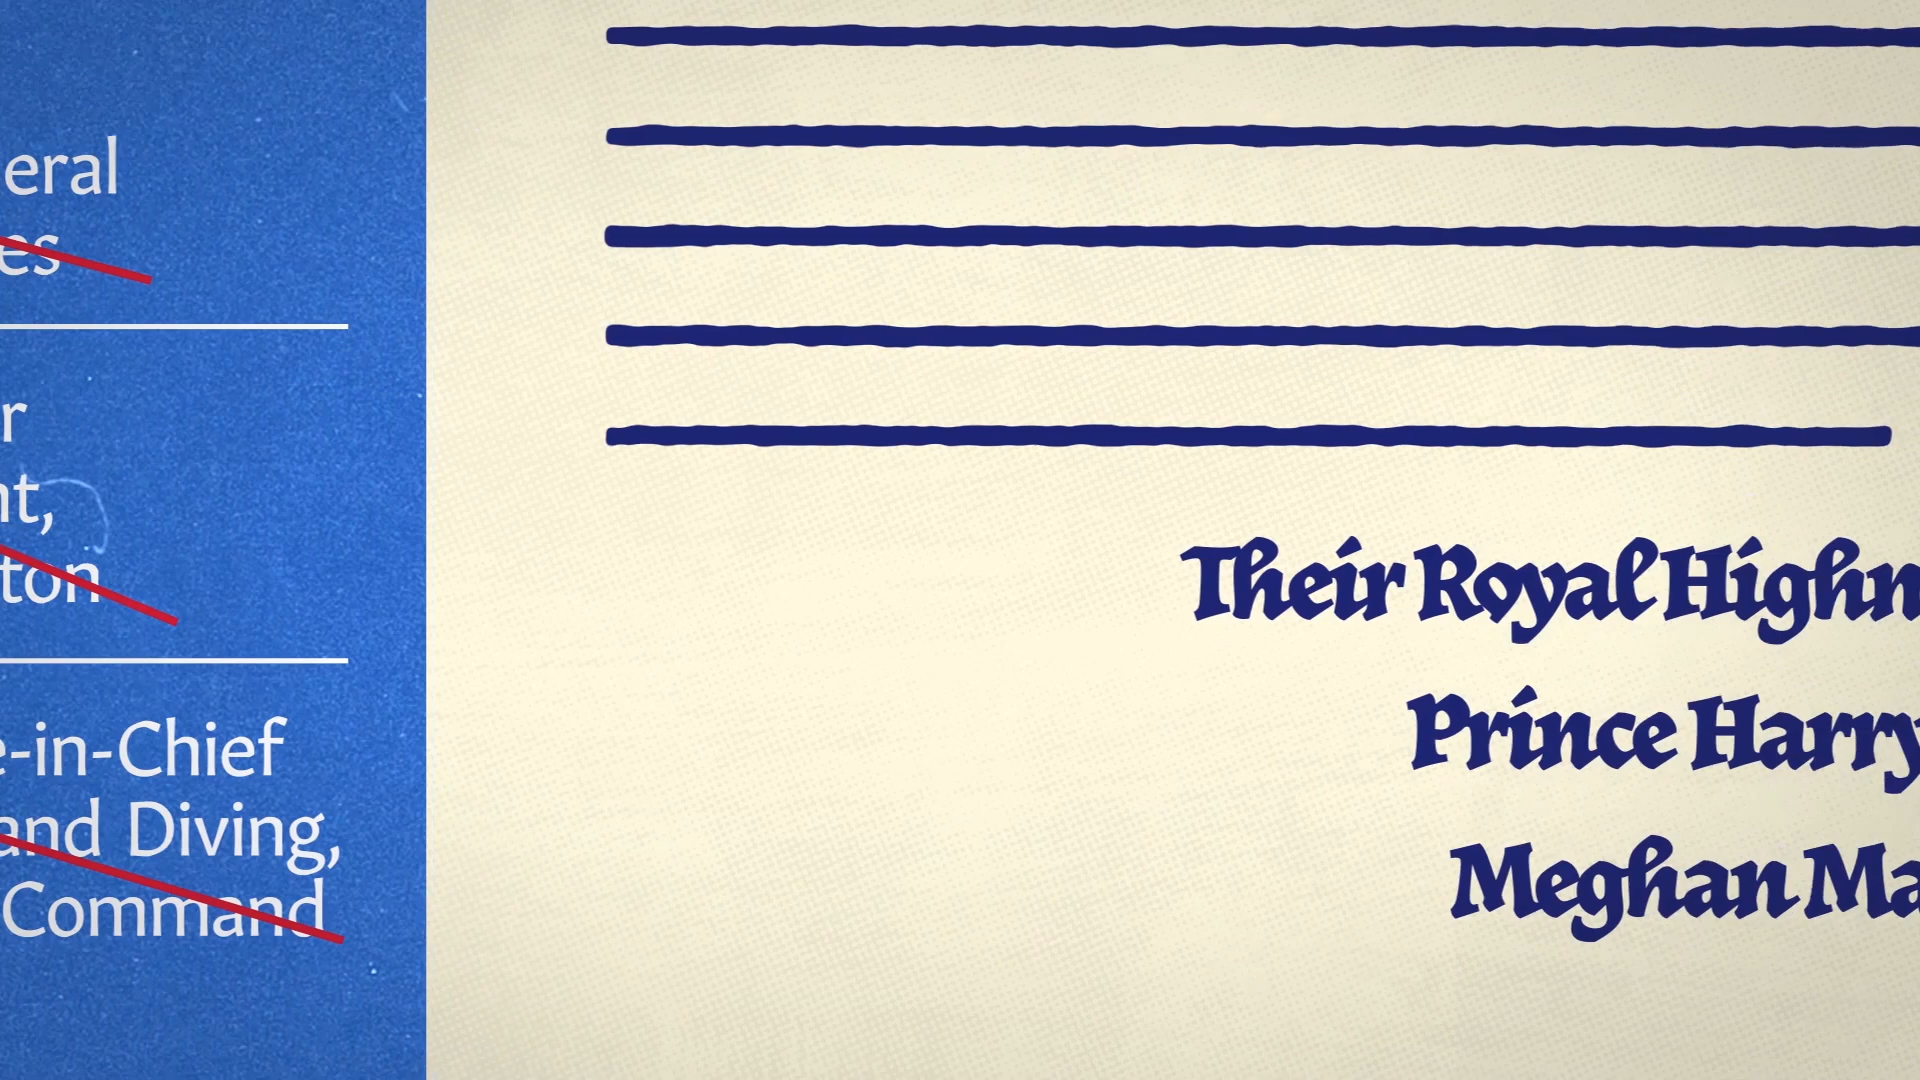 eral
es
r
nt,
ton
e-in-Chief
and Diving,
Command
Their Royal Highn
Prince Harry
Meghan Ma